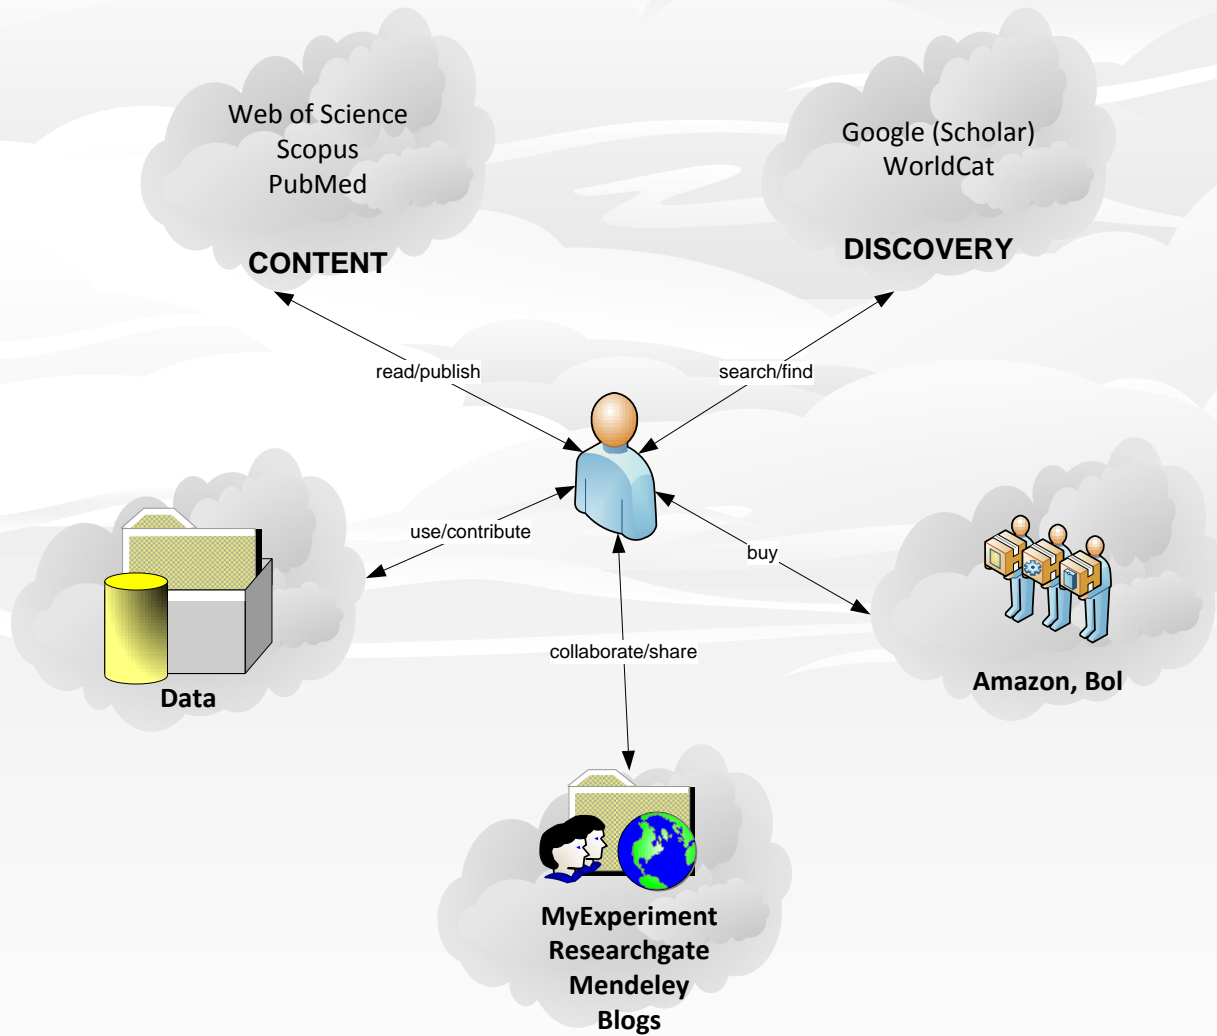 Web of Science
Scopus
PubMed
CONTENT
Google (Scholar)
WorldCat
DISCOVERY
read/publish
search/find
use/contribute
buy
collaborate/share
Data
Amazon, Bol
MyExperiment
Researchgate
Mendeley
Blogs